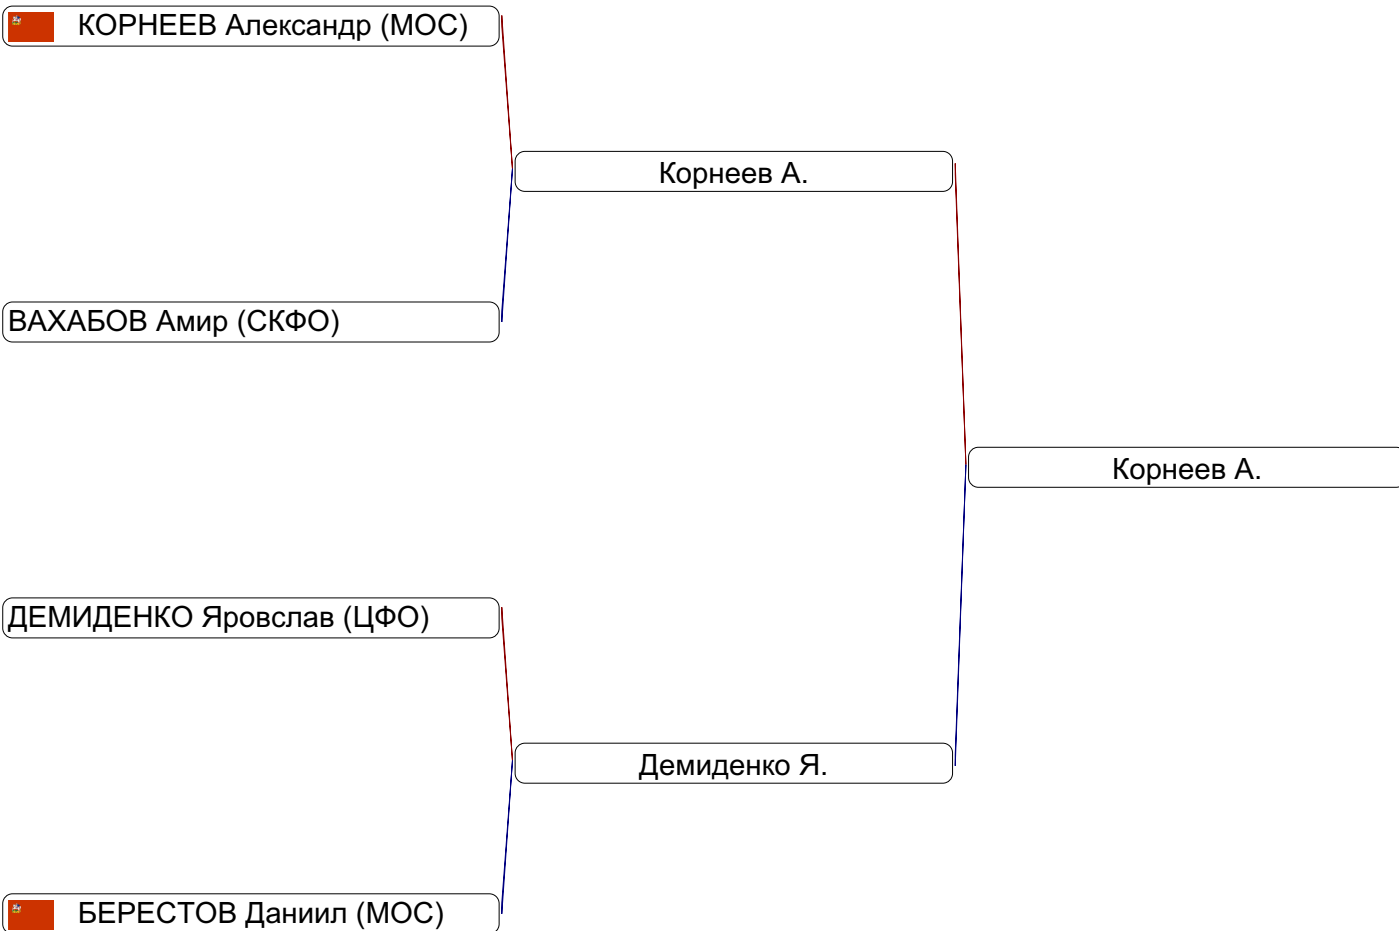 КОРНЕЕВ Александр (МОС)
Корнеев А.
ВАХАБОВ Амир (СКФО)
Корнеев А.
ДЕМИДЕНКО Яровслав (ЦФО)
Демиденко Я.
БЕРЕСТОВ Даниил (МОС)